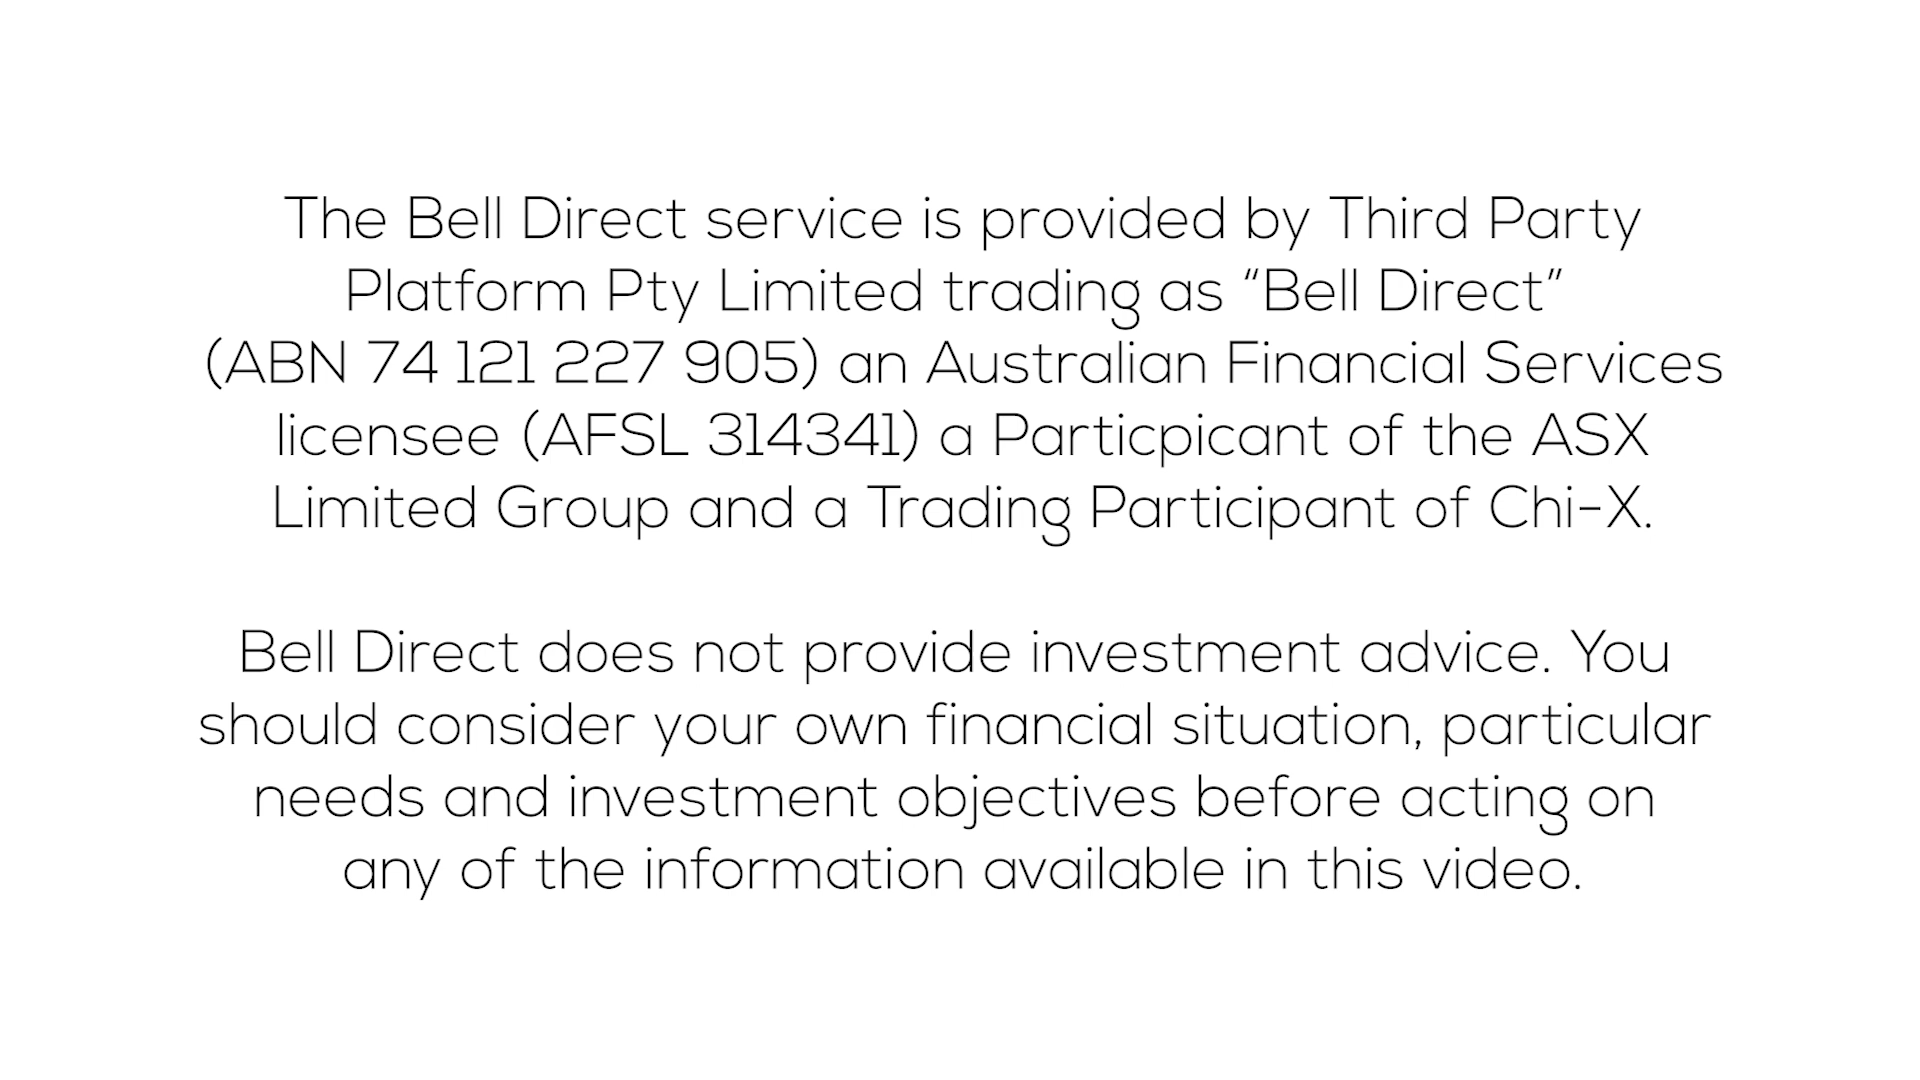 The Bell Direct service is provided by Third Party
Platform Pty Limited trading as “Bell Direct”
(ABN 74 121 227 905) an Australian Financial Services
licensee (AFSL 314341) a Particpicant of the ASX
Limited Group and a Trading Participant of Chi-X.
Bell Direct does not provide investment advice. You
should consider your own financial situation, particular
needs and investment objectives before acting on
any of the information available in this video.